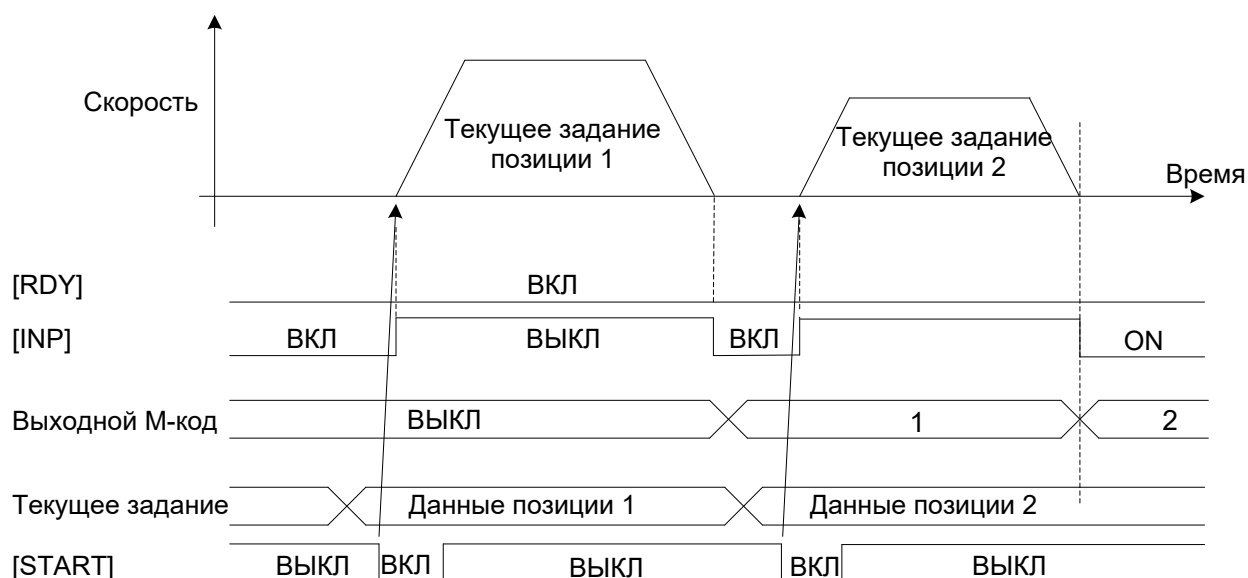 Скорость
Текущее задание
позиции 1
Текущее задание
позиции 2
Время
[RDY] ВКЛ
[INP] ВКЛ ВЫКЛ ВКЛ ON
Выходной М-код ВЫКЛ 1 2
Текущее задание Данные позиции 1 Данные позиции 2
[START] ВЫКЛ ВКЛ ВЫКЛ ВКЛ ВЫКЛ